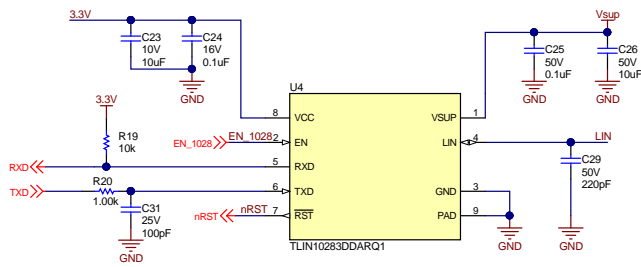 3.3V
Vsup
C23
10V
10uF
C24
16V
0.1uF
C25
50V
0.1uF
C26
50V
10uF
GND
GND
GND
U4
3.3V
8
VCC
VSUP
1
R19
10k
EN_1028
EN_1028
2
EN
LIN
4
LIN
RXD
5
RXD
C29
50V
220pF
TXD
R20
1.00k
6
TXD
GND
3
C31
25V
100pF
nRST
nRST
7
RST
PAD
9
GND
GND
GND
TLIN10283DDARQ1